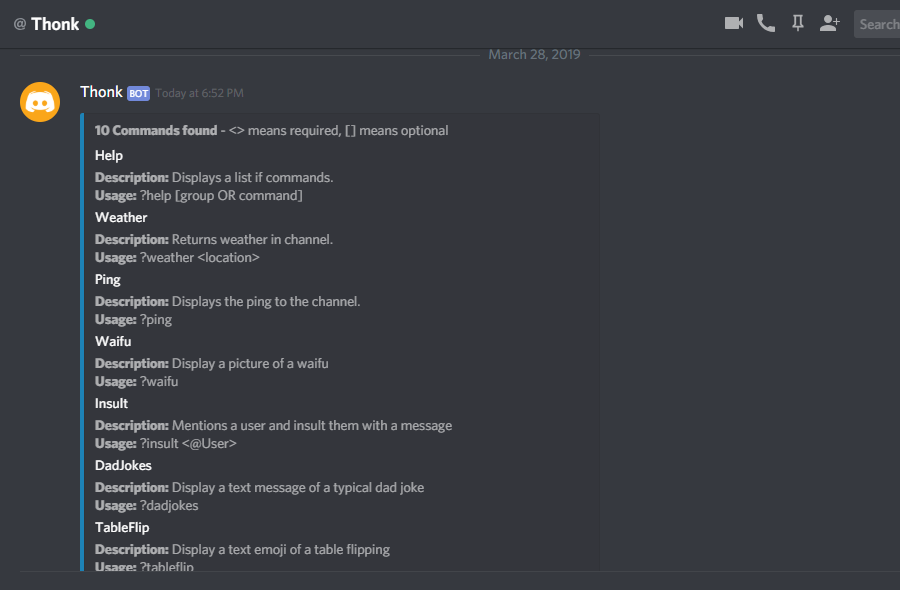 @ Thonk
Search
March 28, 2019
Thonk BOT Today at 6:52 PM
10 Commands found - <> means required, [] means optional
Help
Description: Displays a list if commands.
Usage: ?help [group OR command]
Weather
Description: Returns weather in channel.
Usage: ?weather <location>
Ping
Description: Displays the ping to the channel.
Usage: ?ping
Waifu
Description: Display a picture of a waifu
Usage: ?waifu
Insult
Description: Mentions a user and insult them with a message
Usage: ?insult <@User>
DadJokes
Description: Display a text message of a typical dad joke
Usage: ?dadjokes
TableFlip
Description: Display a text emoji of a table flipping
Usage: ?tableflip